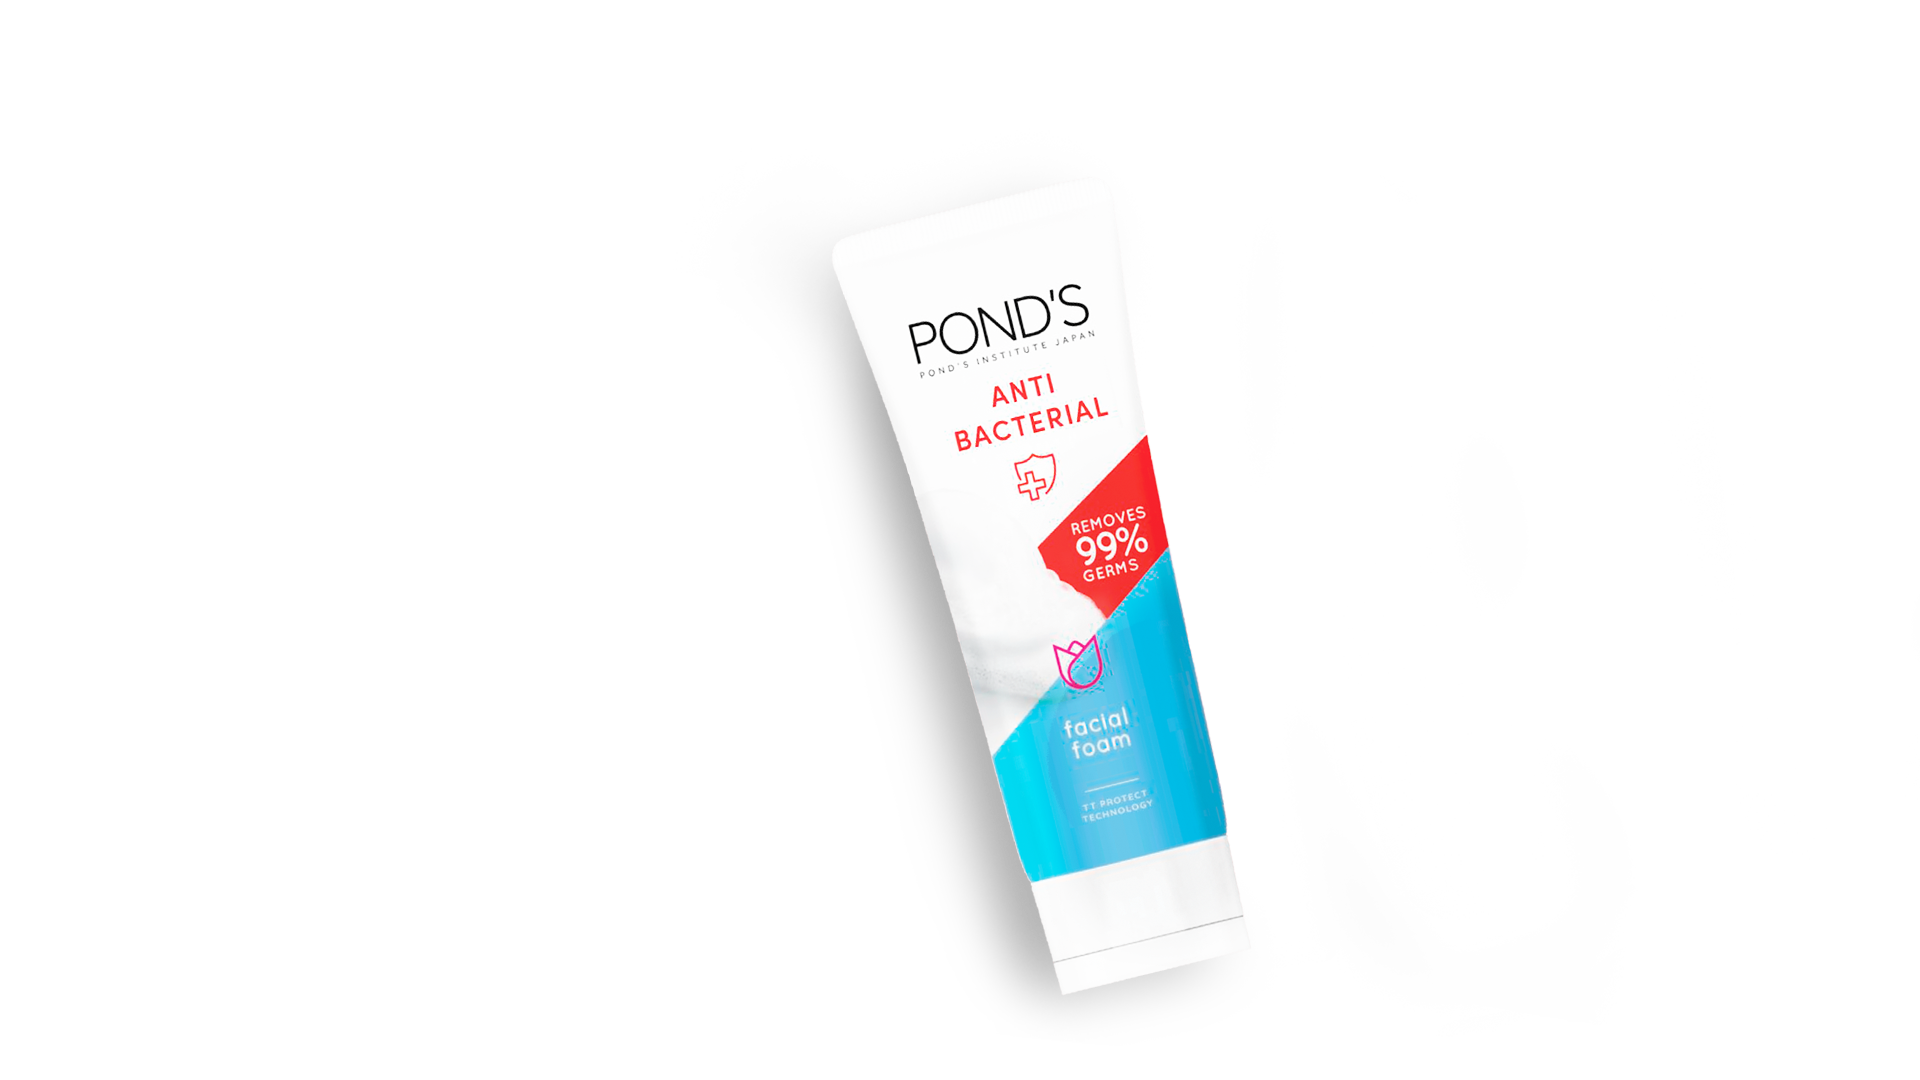 POND'S
POND'S INSTITUTE JAPAN
ANTI
BACTERIAL
REMOVES
99%
GERMS
facial
foam
TT PROTECT
TECHNOLOGY